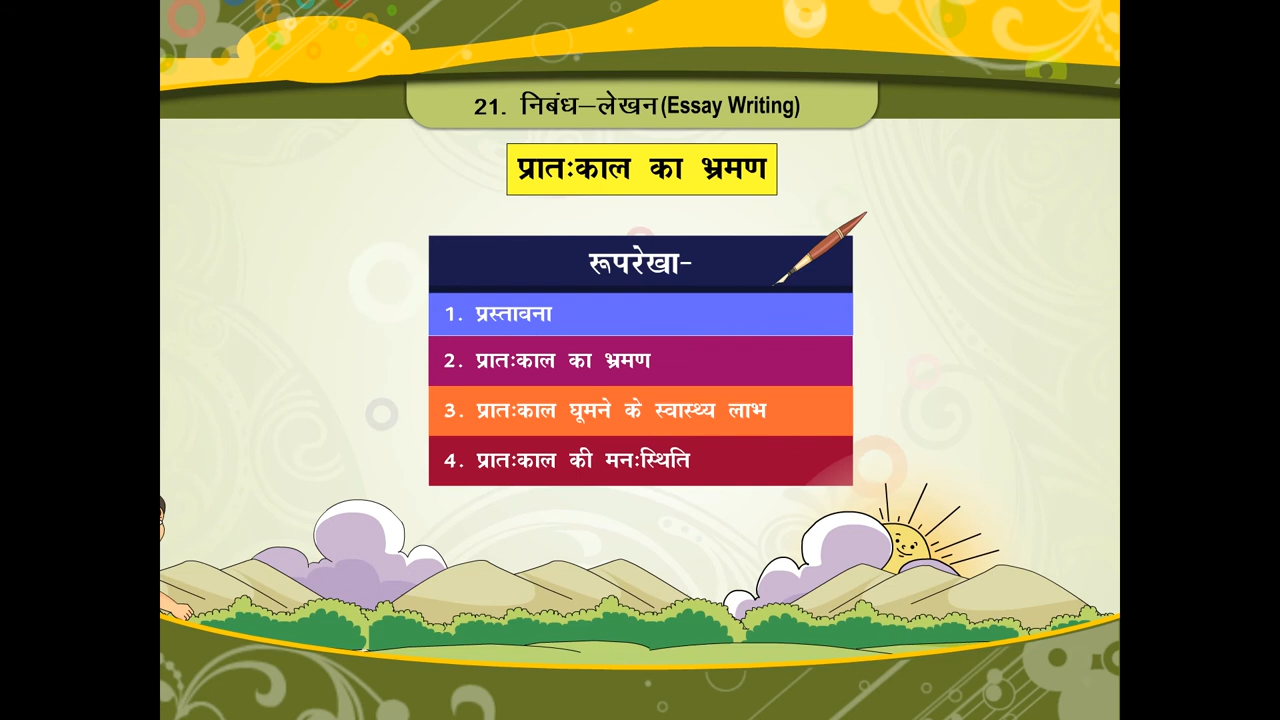 21. निबंध–लेखन(Essay Writing)
प्रातःकाल का भ्रमण
रूपरेखा-
1. प्रस्तावना
2. प्रातःकाल का भ्रमण
3. प्रातःकाल घूमने के स्वास्थ्य लाभ
4. प्रातःकाल की मनःस्थिति